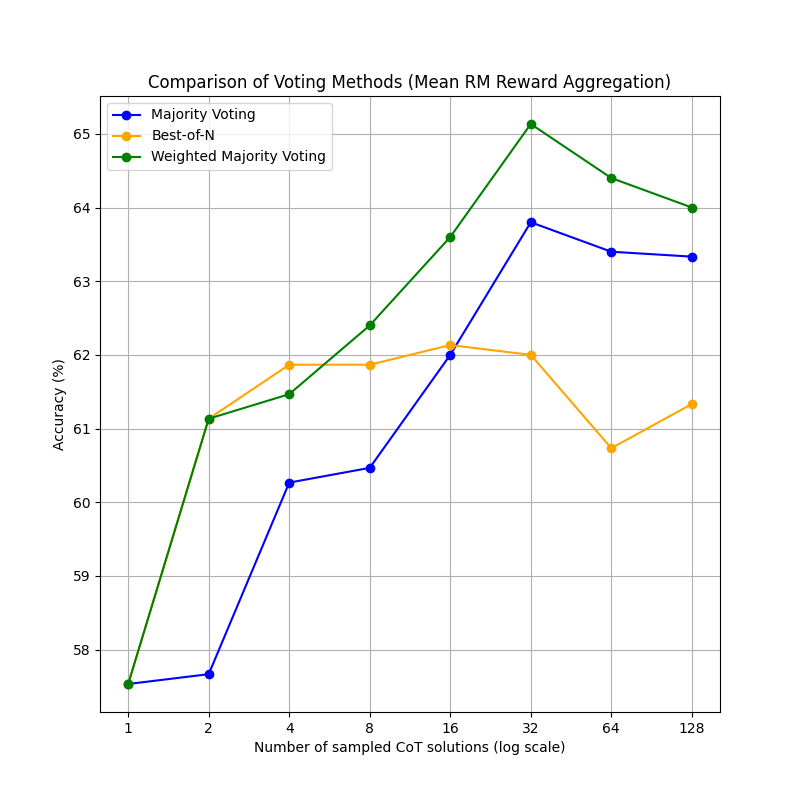 Comparison of Voting Methods (Mean RM Reward Aggregation)
Majority Voting
Best-of-N
Weighted Majority Voting
65
64
63
62
61
60
59
58
Accuracy (%)
1 2 4 8 16 32 64 128
Number of sampled CoT solutions (log scale)